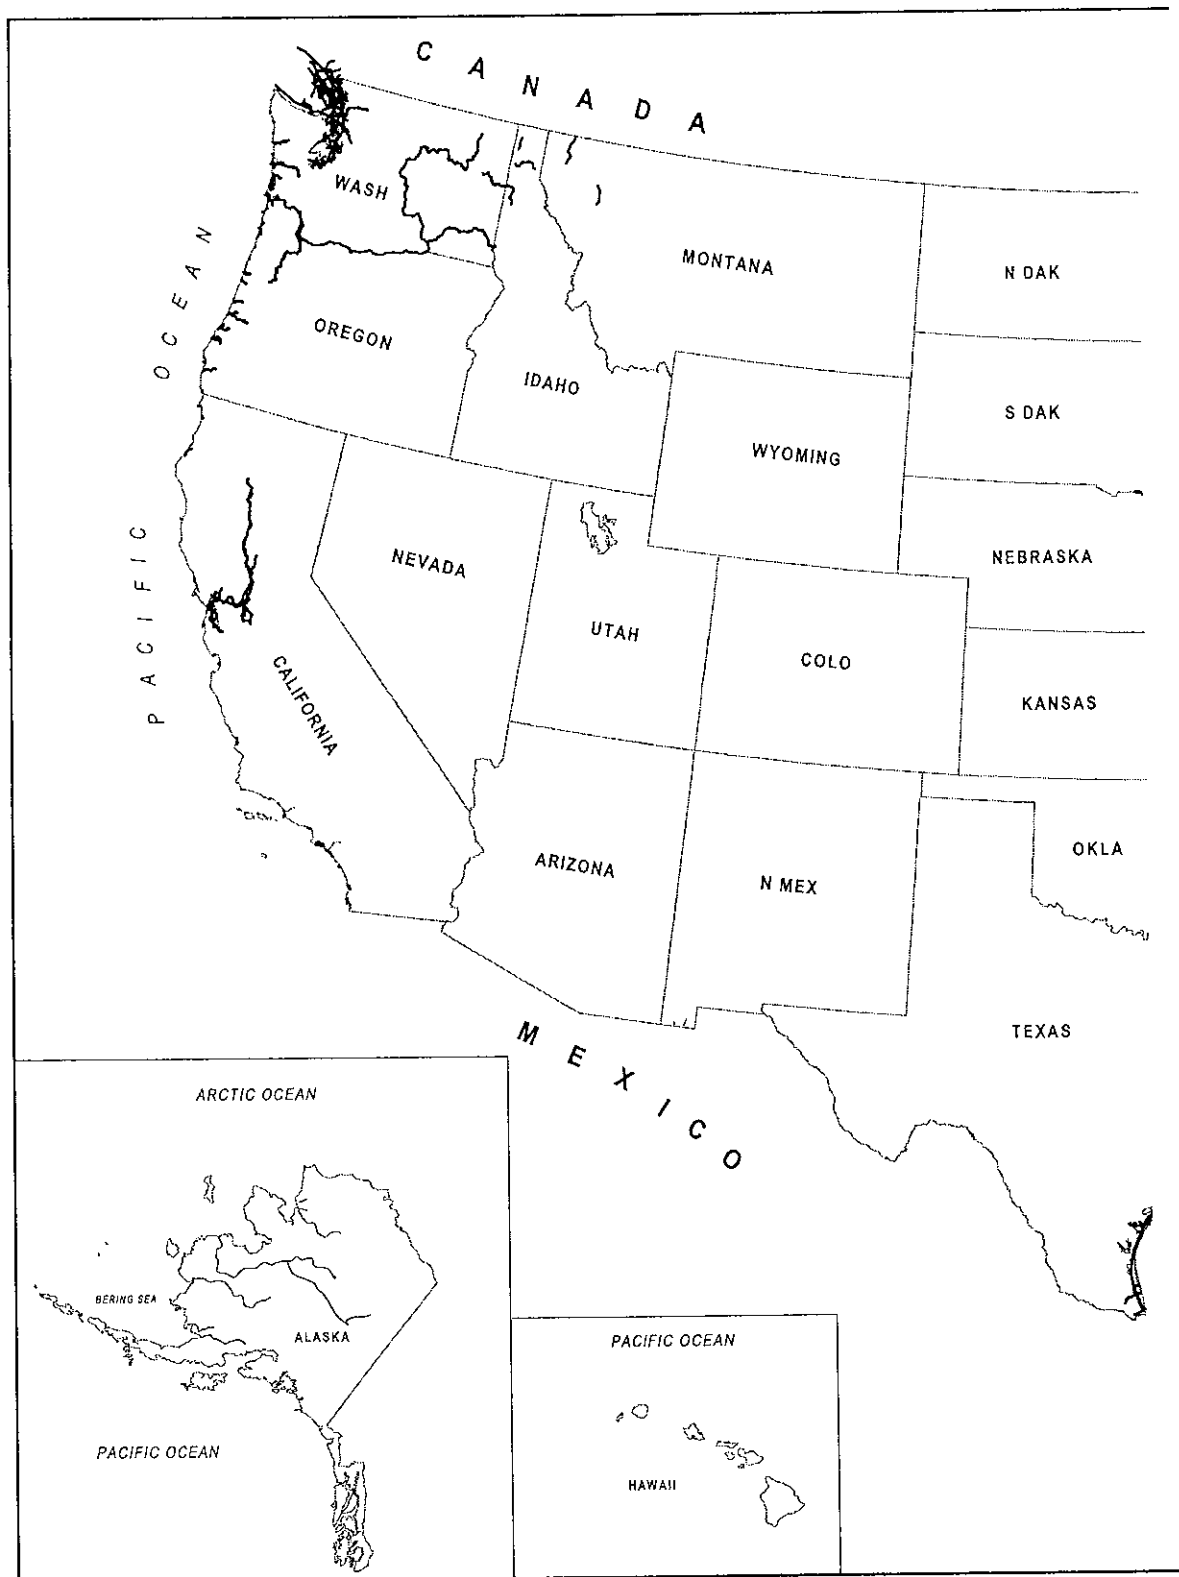 CANADA
WASH
MONTANA
N DAK
OREGON
IDAHO
S DAK
WYOMING
PACIFIC OCEAN
NEVADA
NEBRASKA
UTAH
COLO
CALIFORNIA
KANSAS
ARIZONA
N MEX
OKLA
MEXICO
TEXAS
ARCTIC OCEAN
BERING SEA
ALASKA
PACIFIC OCEAN
PACIFIC OCEAN
HAWAII